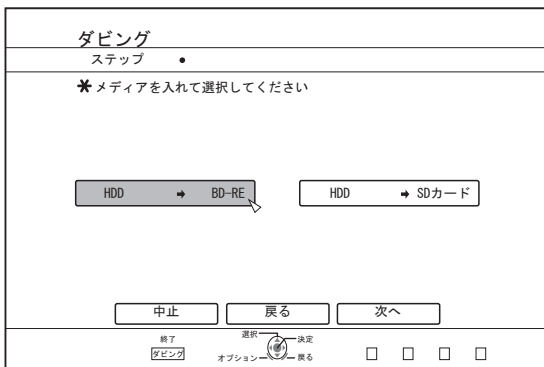 ダビング
ステップ ●
＊メディアを入れて選択してください
HDD ➡ BD-RE
HDD ➡ SDカード
中止 戻る 次へ
終了
ダビング
選択
決定
オプション
戻る